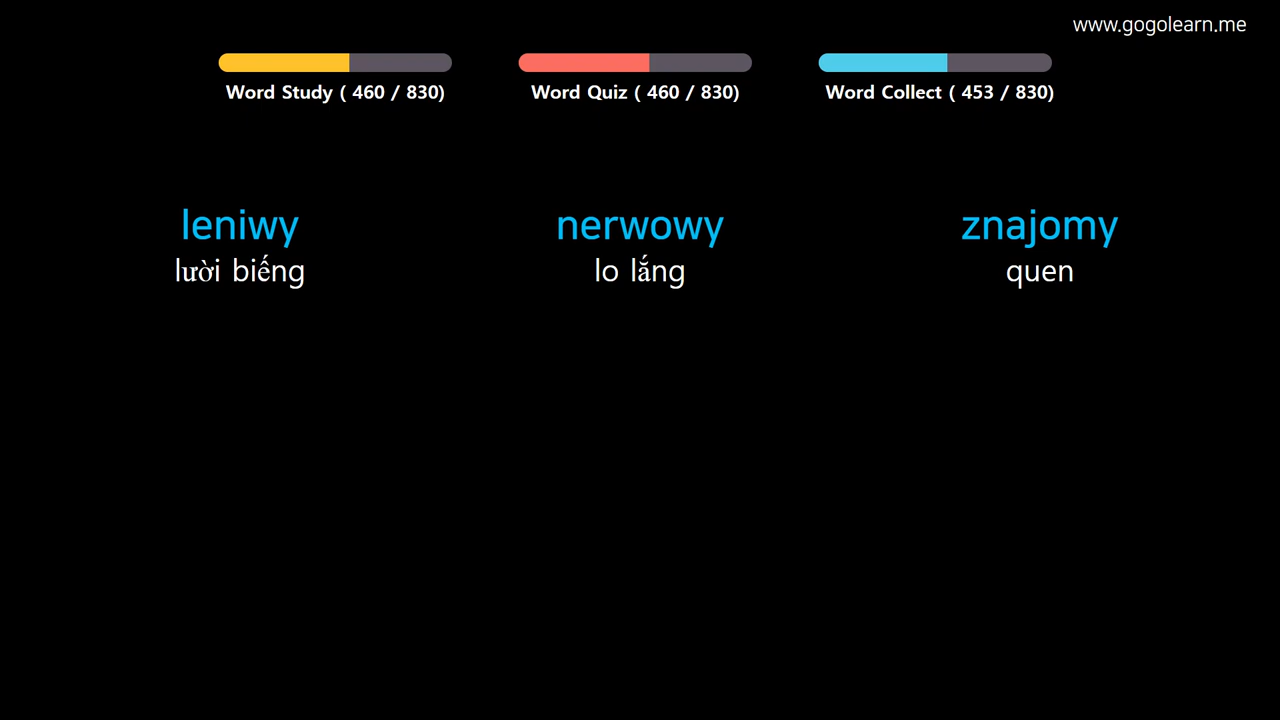 www.gogolearn.me
Word Study ( 460 / 830)
Word Quiz ( 460 / 830)
Word Collect ( 453 / 830)
leniwy
lười biếng
nerwowy
lo lắng
znajomy
quen